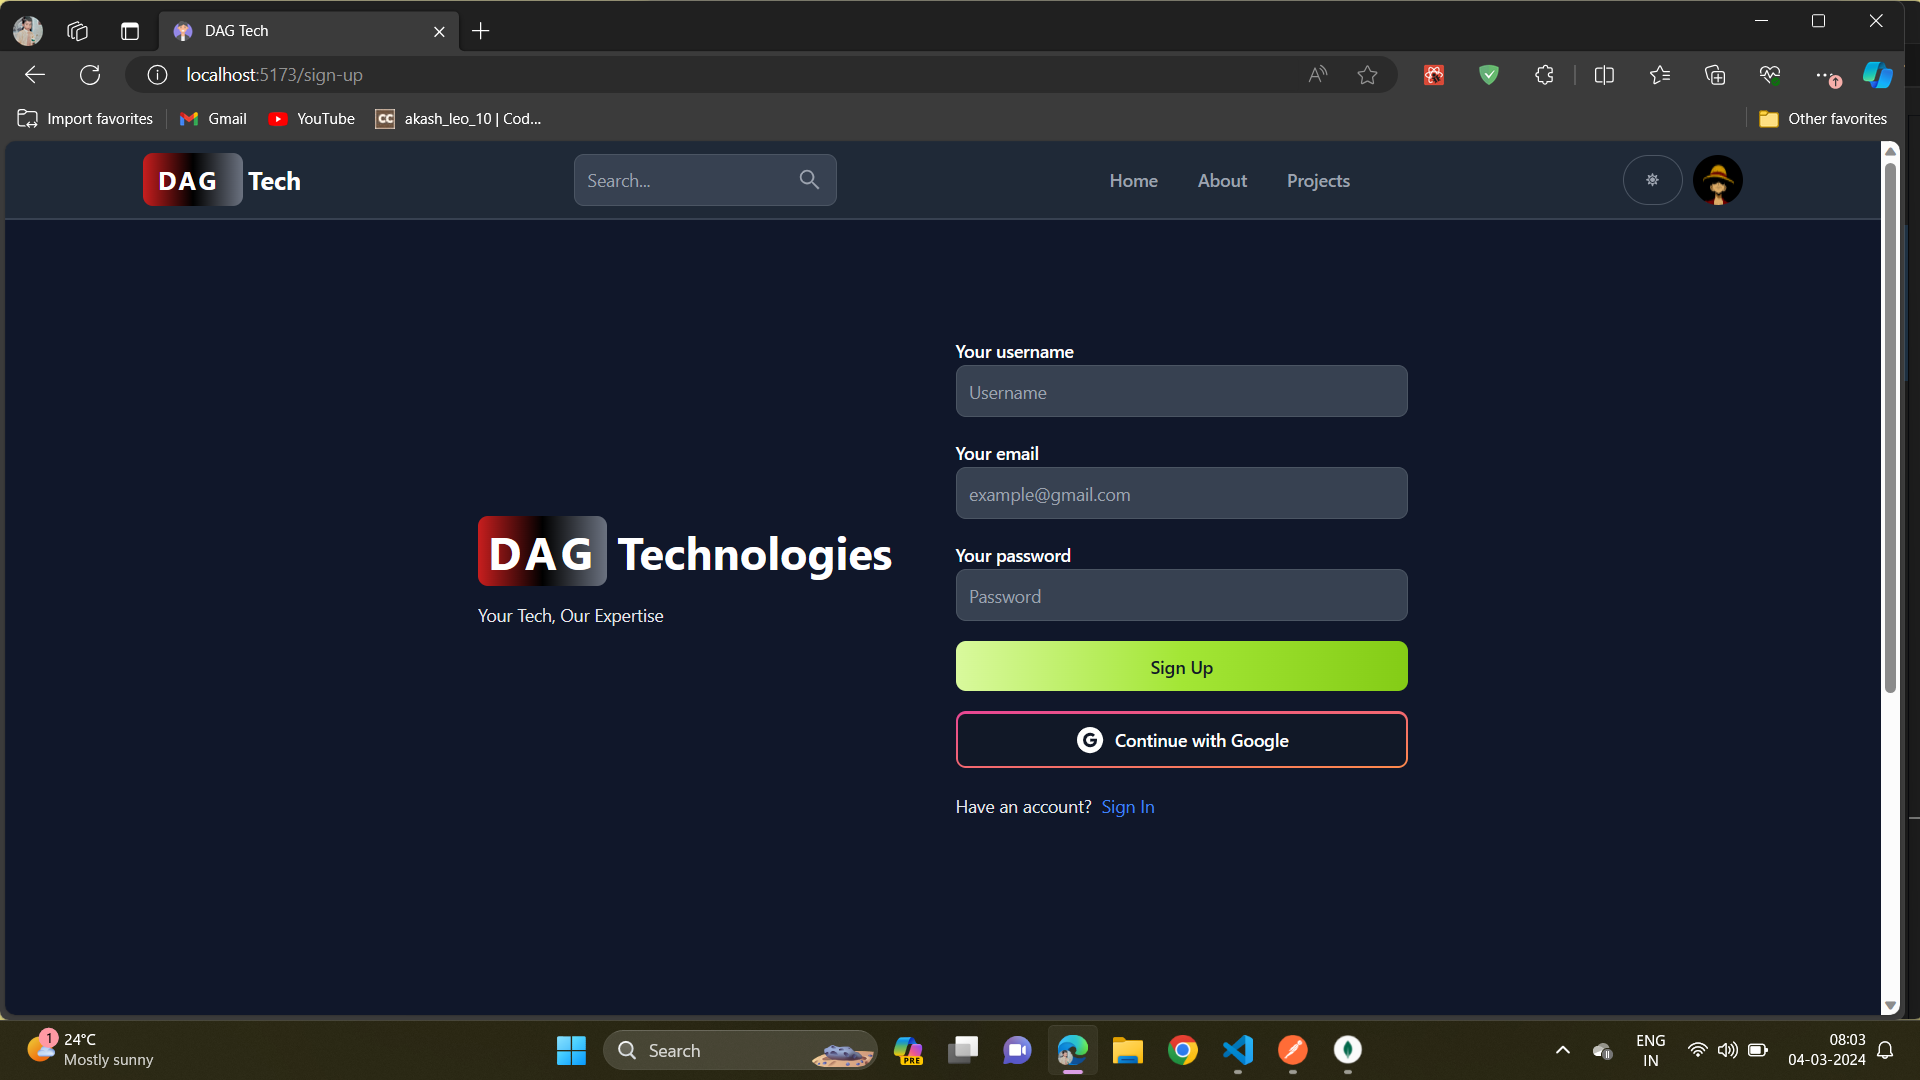 DAG Tech
localhost:5173/sign-up
Import favorites
Gmail
YouTube
CC
akash_leo_10 | Cod...
Other favorites
DAG Tech
Search...
Home
About
Projects
Your username
Username
Your email
example@gmail.com
Your password
Password
DAG Technologies
Your Tech, Our Expertise
Sign Up
G Continue with Google
Have an account? Sign In
1
24°C
Mostly sunny
Search
PRE
ENG
IN
08:03
04-03-2024